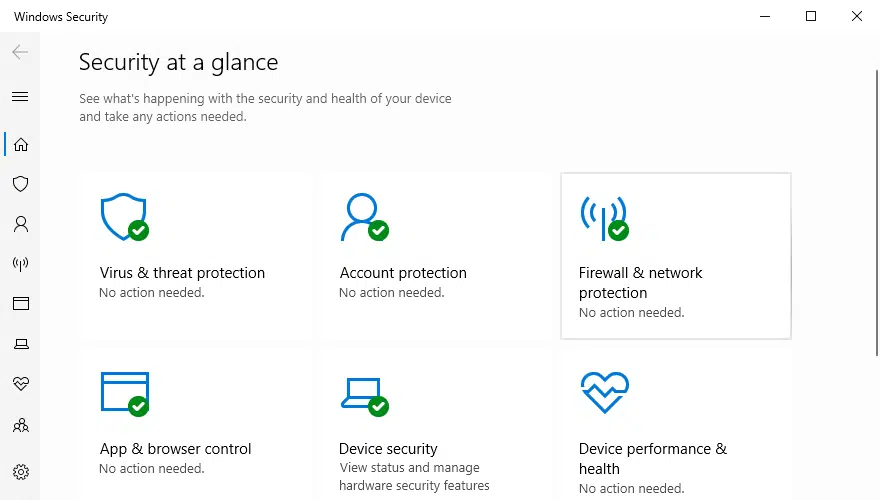 Windows Security
Security at a glance
See what's happening with the security and health of your device
and take any actions needed.
Virus & threat protection
No action needed.
Account protection
No action needed.
Firewall & network
protection
No action needed.
App & browser control
No action needed.
Device security
View status and manage
hardware security features
Device performance &
health
No action needed.